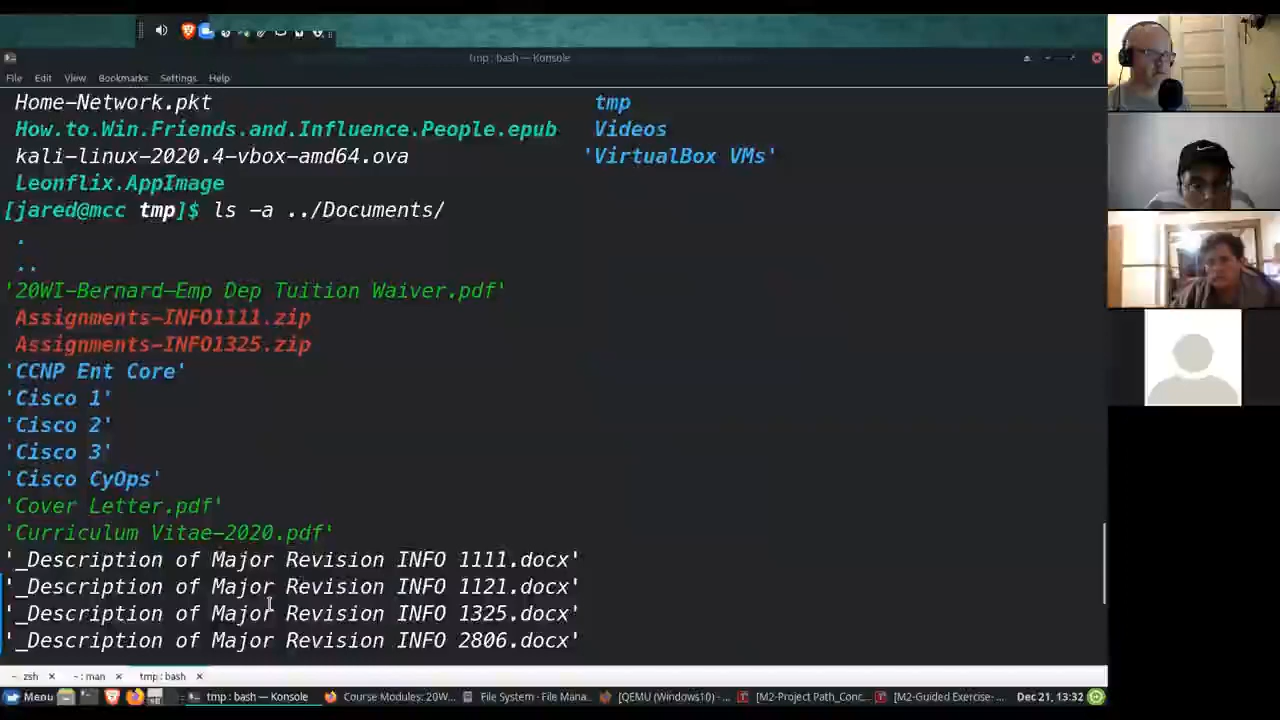 tmp : bash — Konsole
File Edit View Bookmarks Settings Help
Home-Network.pkt tmp
How.to.Win.Friends.and.Influence.People.epub Videos
kali-linux-2020.4-vbox-amd64.ova 'VirtualBox VMs'
Leonflix.AppImage
[jared@mcc tmp]$ ls -a ../Documents/
.
..
'20WI-Bernard-Emp Dep Tuition Waiver.pdf'
Assignments-INFO1111.zip
Assignments-INFO1325.zip
'CCNP Ent Core'
'Cisco 1'
'Cisco 2'
'Cisco 3'
'Cisco CyOps'
'Cover Letter.pdf'
'Curriculum Vitae-2020.pdf'
'_Description of Major Revision INFO 1111.docx'
'_Description of Major Revision INFO 1121.docx'
'_Description of Major Revision INFO 1325.docx'
'_Description of Major Revision INFO 2806.docx'
~ : zsh ~ : man tmp : bash
Menu tmp : bash — Konsole Course Modules: 20W... File System - File Mana... [QEMU (Windows10) - ... [M2-Project Path_Conc... [M2-Guided Exercise- ... Dec 21, 13:32